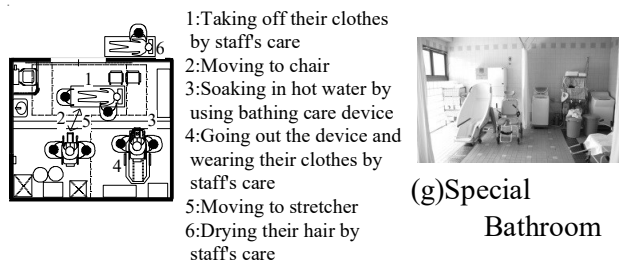 1:Taking off their clothes
by staff's care
2:Moving to chair
3:Soaking in hot water by
using bathing care device
4:Going out the device and
wearing their clothes by
staff's care
5:Moving to stretcher
6:Drying their hair by
staff's care
6
1
2
5
3
4
(g)Special
Bathroom